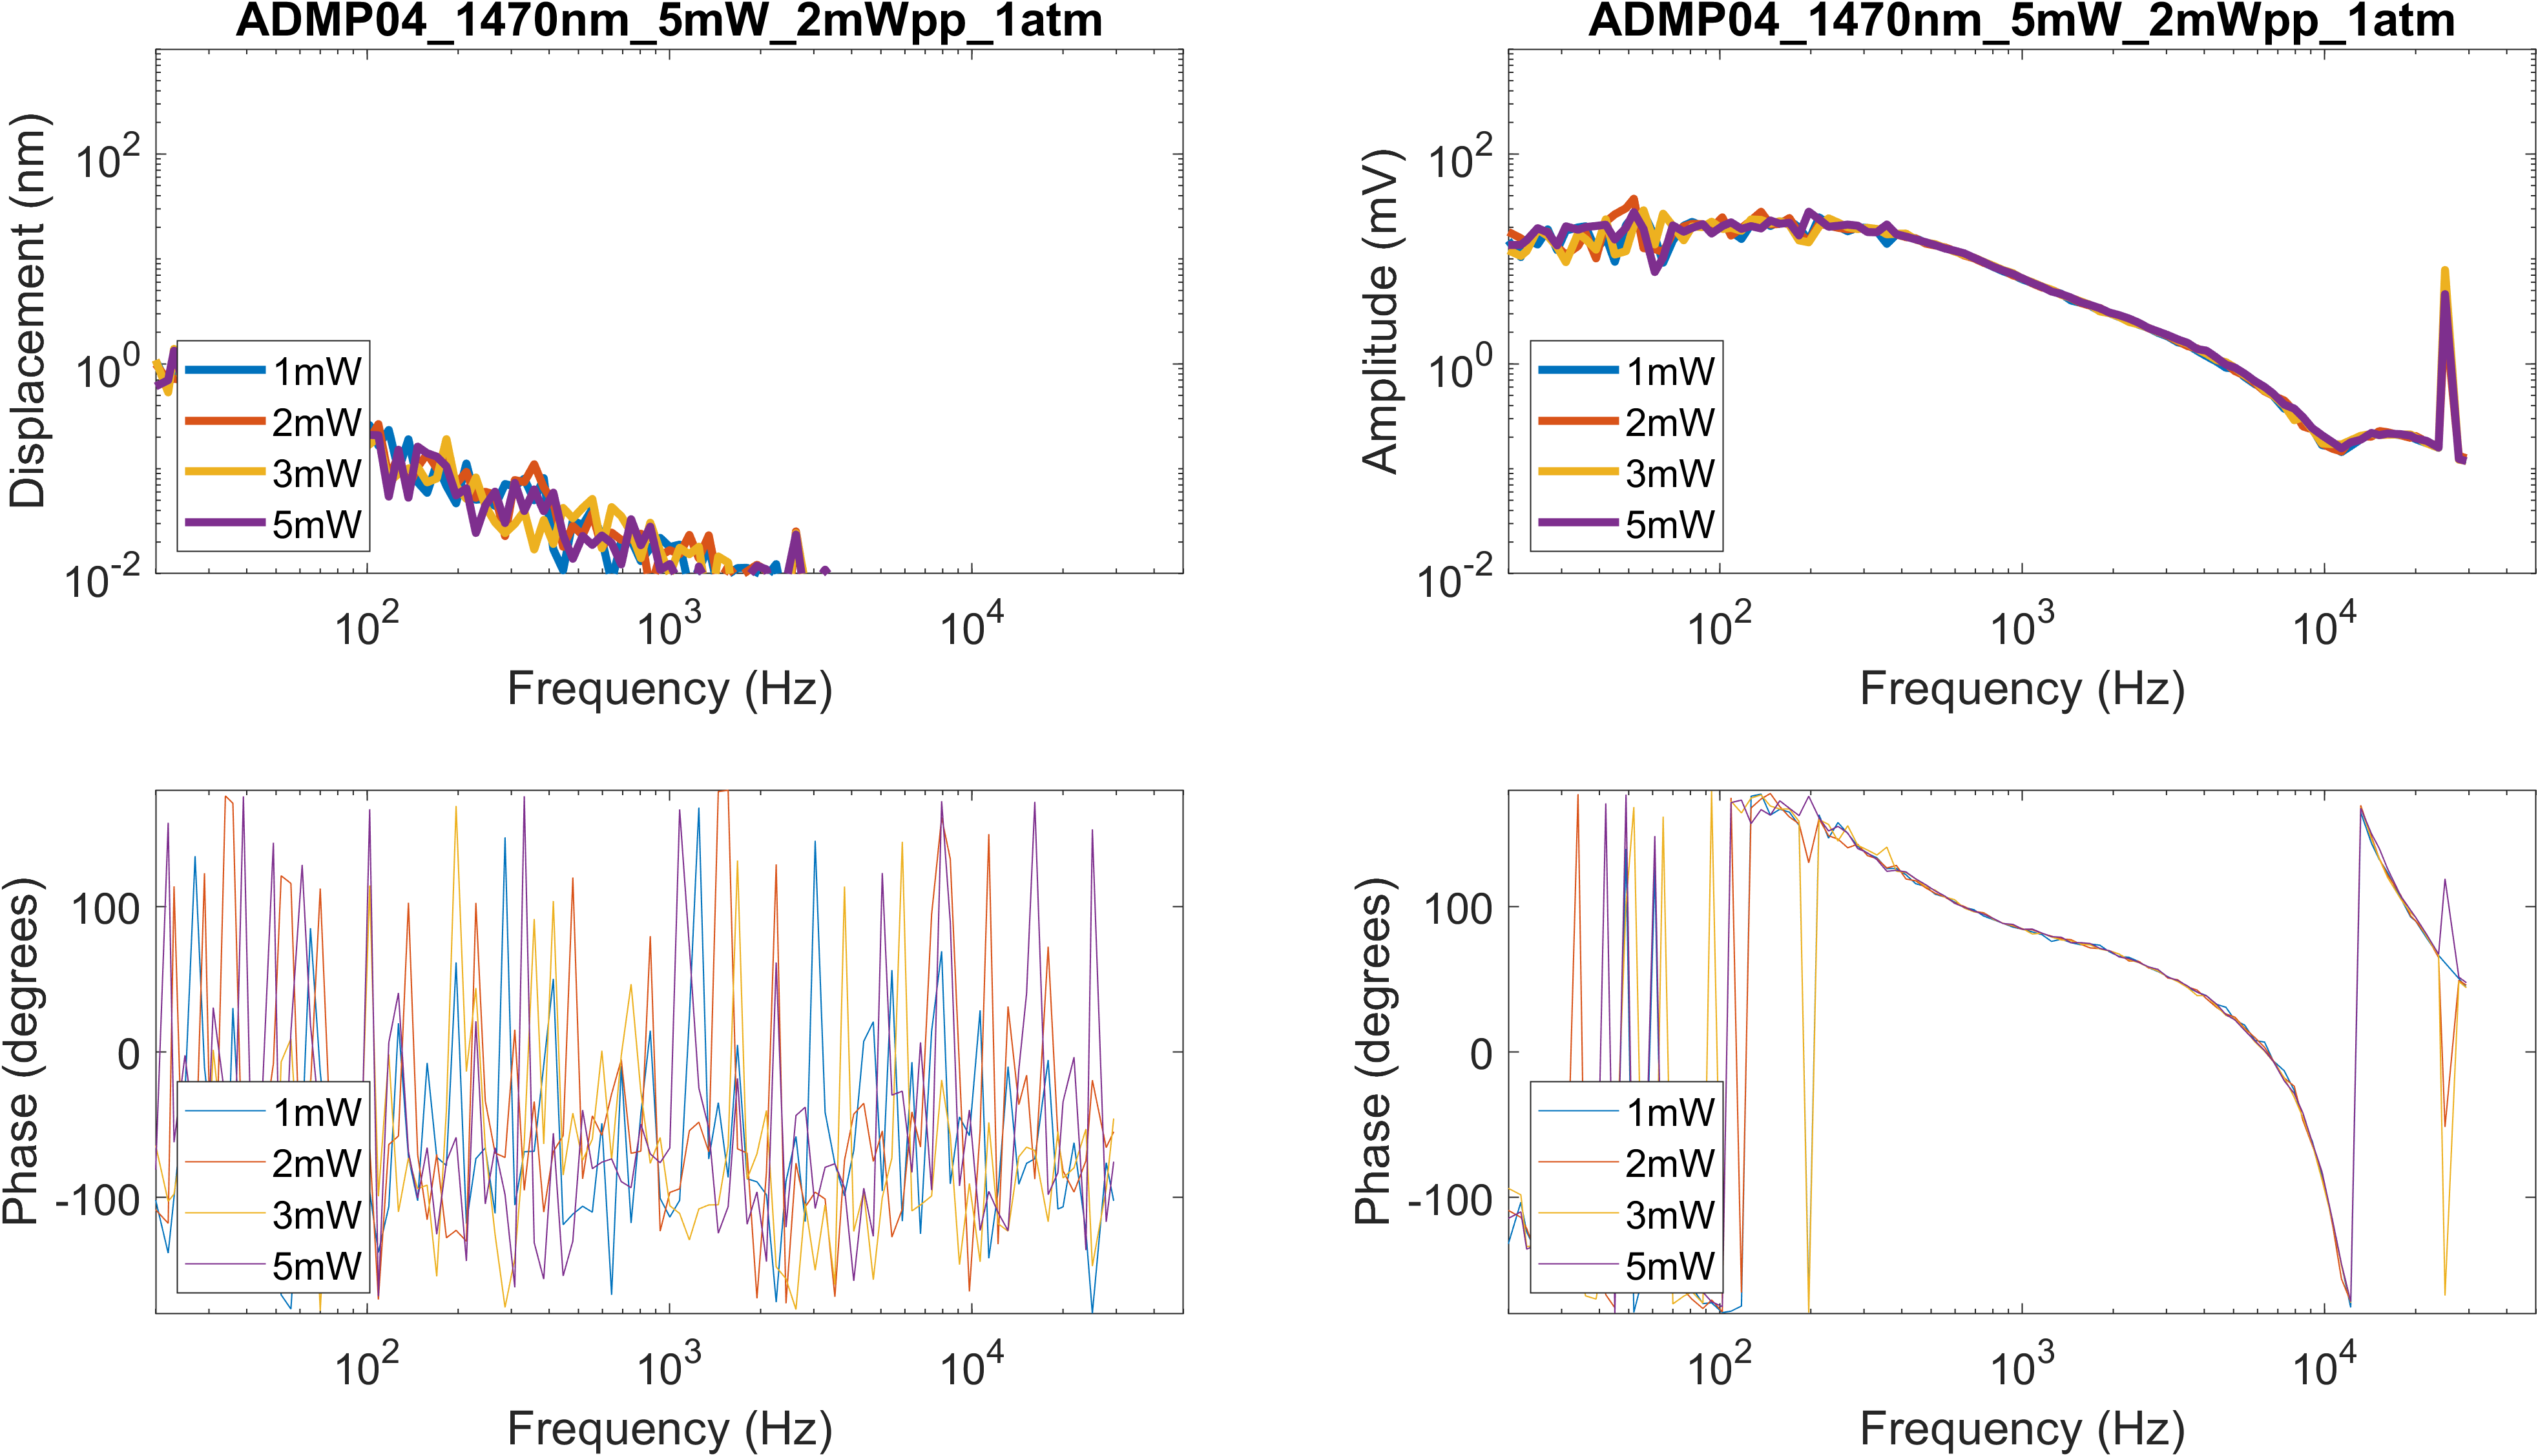 ADMP04_1470nm_5mW_2mWpp_1atm
Displacement (nm)
10^2
10^0
10^-2
1mW
2mW
3mW
5mW
10^2 10^3 10^4
Frequency (Hz)
ADMP04_1470nm_5mW_2mWpp_1atm
Amplitude (mV)
10^2
10^0
10^-2
1mW
2mW
3mW
5mW
10^2 10^3 10^4
Frequency (Hz)
Phase (degrees)
100
0
-100
1mW
2mW
3mW
5mW
10^2 10^3 10^4
Frequency (Hz)
Phase (degrees)
100
0
-100
1mW
2mW
3mW
5mW
10^2 10^3 10^4
Frequency (Hz)